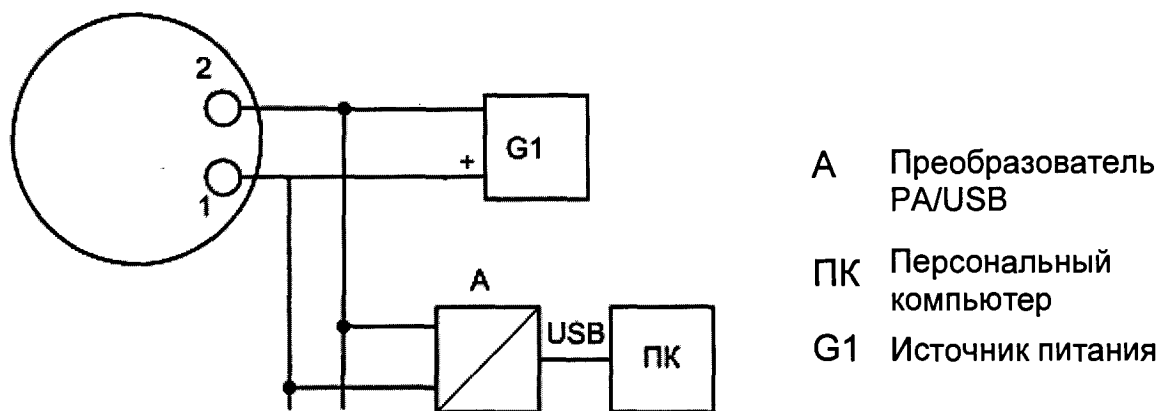 2
1
+
G1
A
USB
ПК
А Преобразователь
PA/USB
ПК Персональный
компьютер
G1 Источник питания